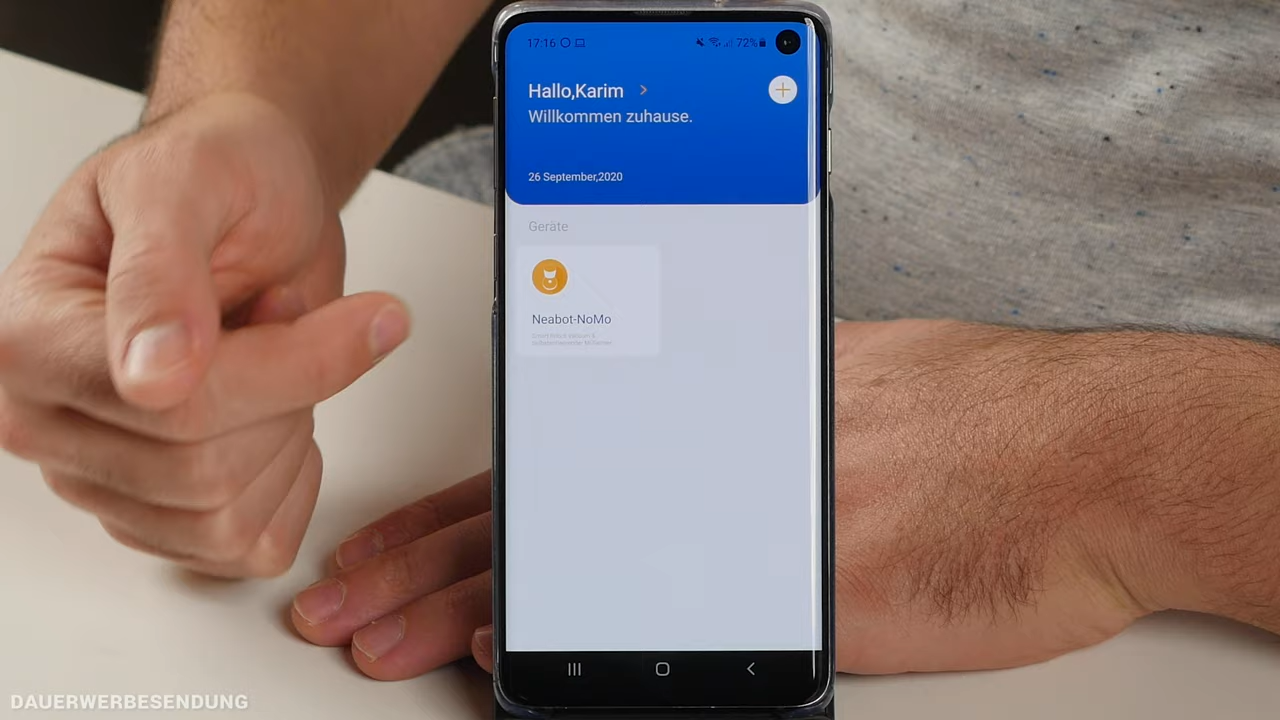 17:16
72%
Hallo,Karim >
Willkommen zuhause.
26 September,2020
Geräte
Neabot-NoMo
DAUERWERBESENDUNG